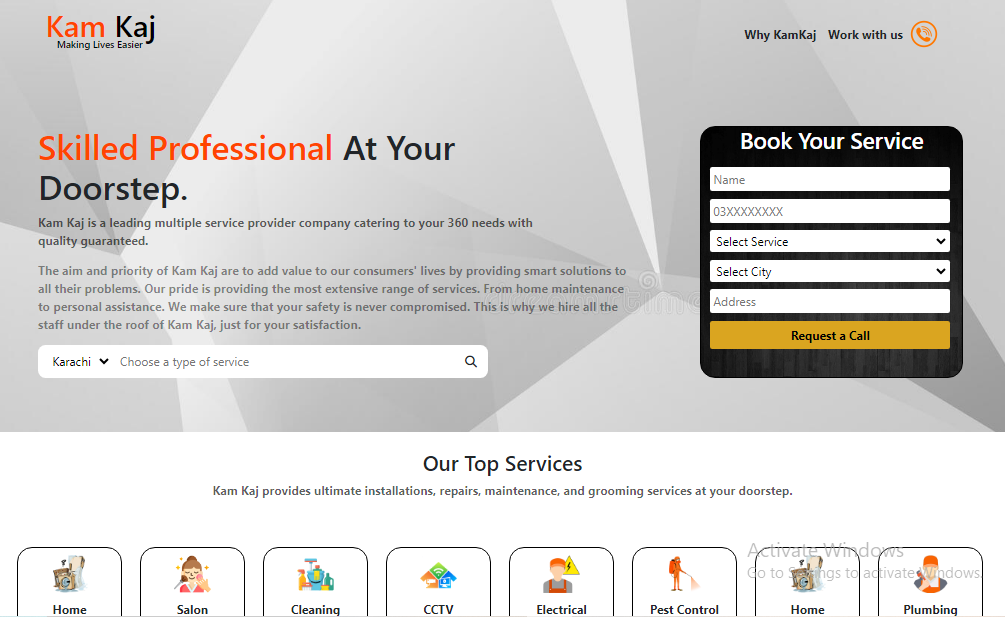 Kam Kaj
Making Lives Easier
Why KamKaj
Work with us
Skilled Professional At Your
Doorstep.
Kam Kaj is a leading multiple service provider company catering to your 360 needs with
quality guaranteed.
The aim and priority of Kam Kaj are to add value to our consumers' lives by providing smart solutions to
all their problems. Our pride is providing the most extensive range of services. From home maintenance
to personal assistance. We make sure that your safety is never compromised. This is why we hire all the
staff under the roof of Kam Kaj, just for your satisfaction.
Karachi
Choose a type of service
Book Your Service
Name
03XXXXXXXX
Select Service
Select City
Address
Request a Call
Our Top Services
Kam Kaj provides ultimate installations, repairs, maintenance, and grooming services at your doorstep.
Home
Salon
Cleaning
CCTV
Electrical
Pest Control
Home
Plumbing
Activate Windows
Go to Settings to activate Windows.